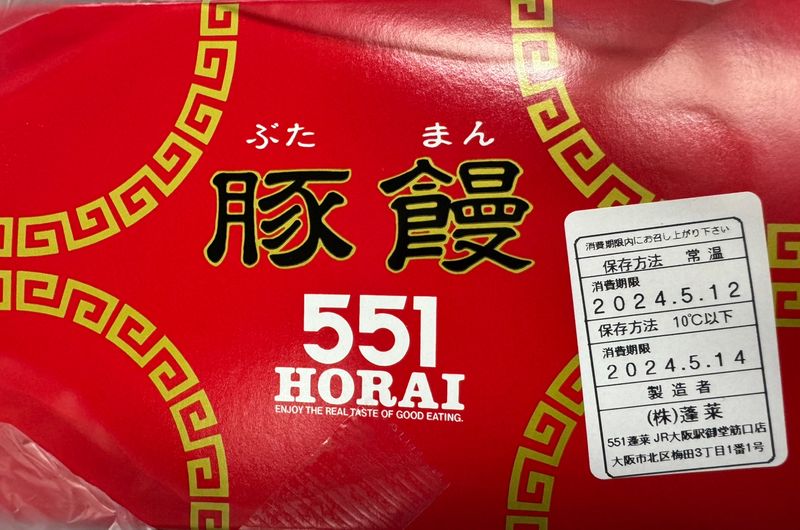 ぶた まん
豚饅
551
HORAI
ENJOY THE REAL TASTE OF GOOD EATING.
消費期限内にお召し上がり下さい
保存方法 常温
消費期限
2024.5.12
保存方法 10℃以下
消費期限
2024.5.14
製造者
(株)蓬莱
551蓬莱 JR大阪駅御堂筋口店
大阪市北区梅田3丁目1番1号